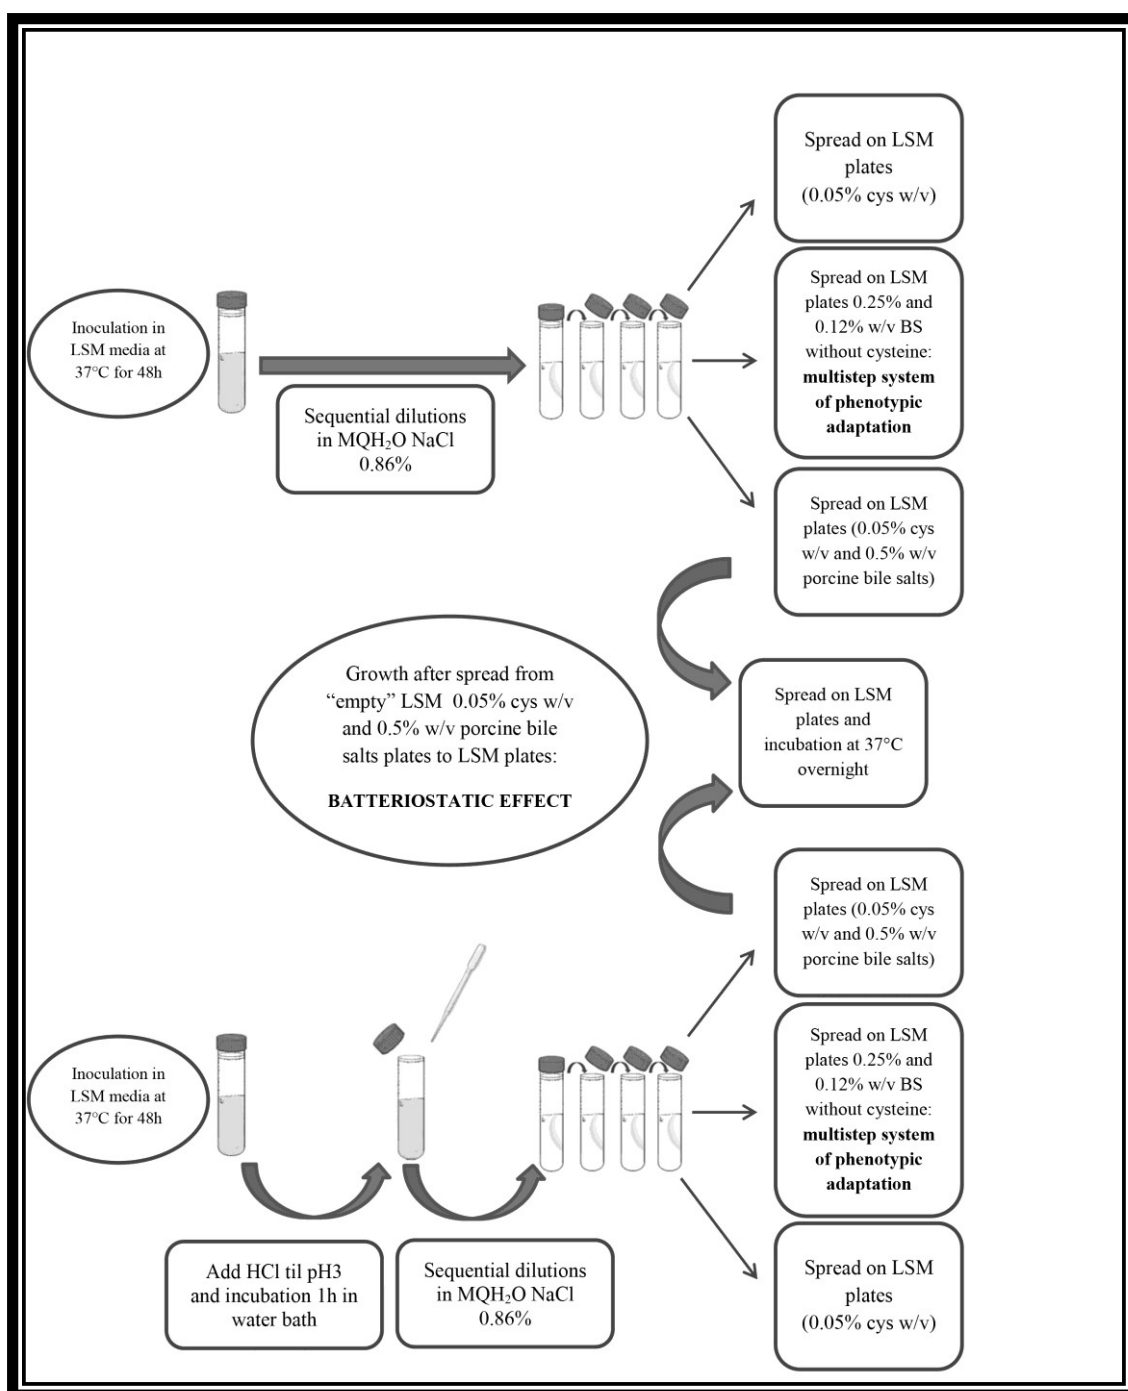 Spread on LSM
plates
(0.05% cys w/v)
Inoculation in
LSM media at
37°C for 48h
Sequential dilutions
in MQH₂O NaCl
0.86%
Spread on LSM
plates 0.25% and
0.12% w/v BS
without cysteine:
multistep system
of phenotypic
adaptation
Spread on LSM
plates (0.05% cys
w/v and 0.5% w/v
porcine bile salts)
Growth after spread from
“empty” LSM 0.05% cys w/v
and 0.5% w/v porcine bile
salts plates to LSM plates:
BATTERIOSTATIC EFFECT
Spread on LSM
plates and
incubation at 37°C
overnight
Spread on LSM
plates (0.05% cys
w/v and 0.5% w/v
porcine bile salts)
Inoculation in
LSM media at
37°C for 48h
Spread on LSM
plates 0.25% and
0.12% w/v BS
without cysteine:
multistep system
of phenotypic
adaptation
Add HCl til pH3
and incubation 1h in
water bath
Sequential dilutions
in MQH₂O NaCl
0.86%
Spread on LSM
plates
(0.05% cys w/v)